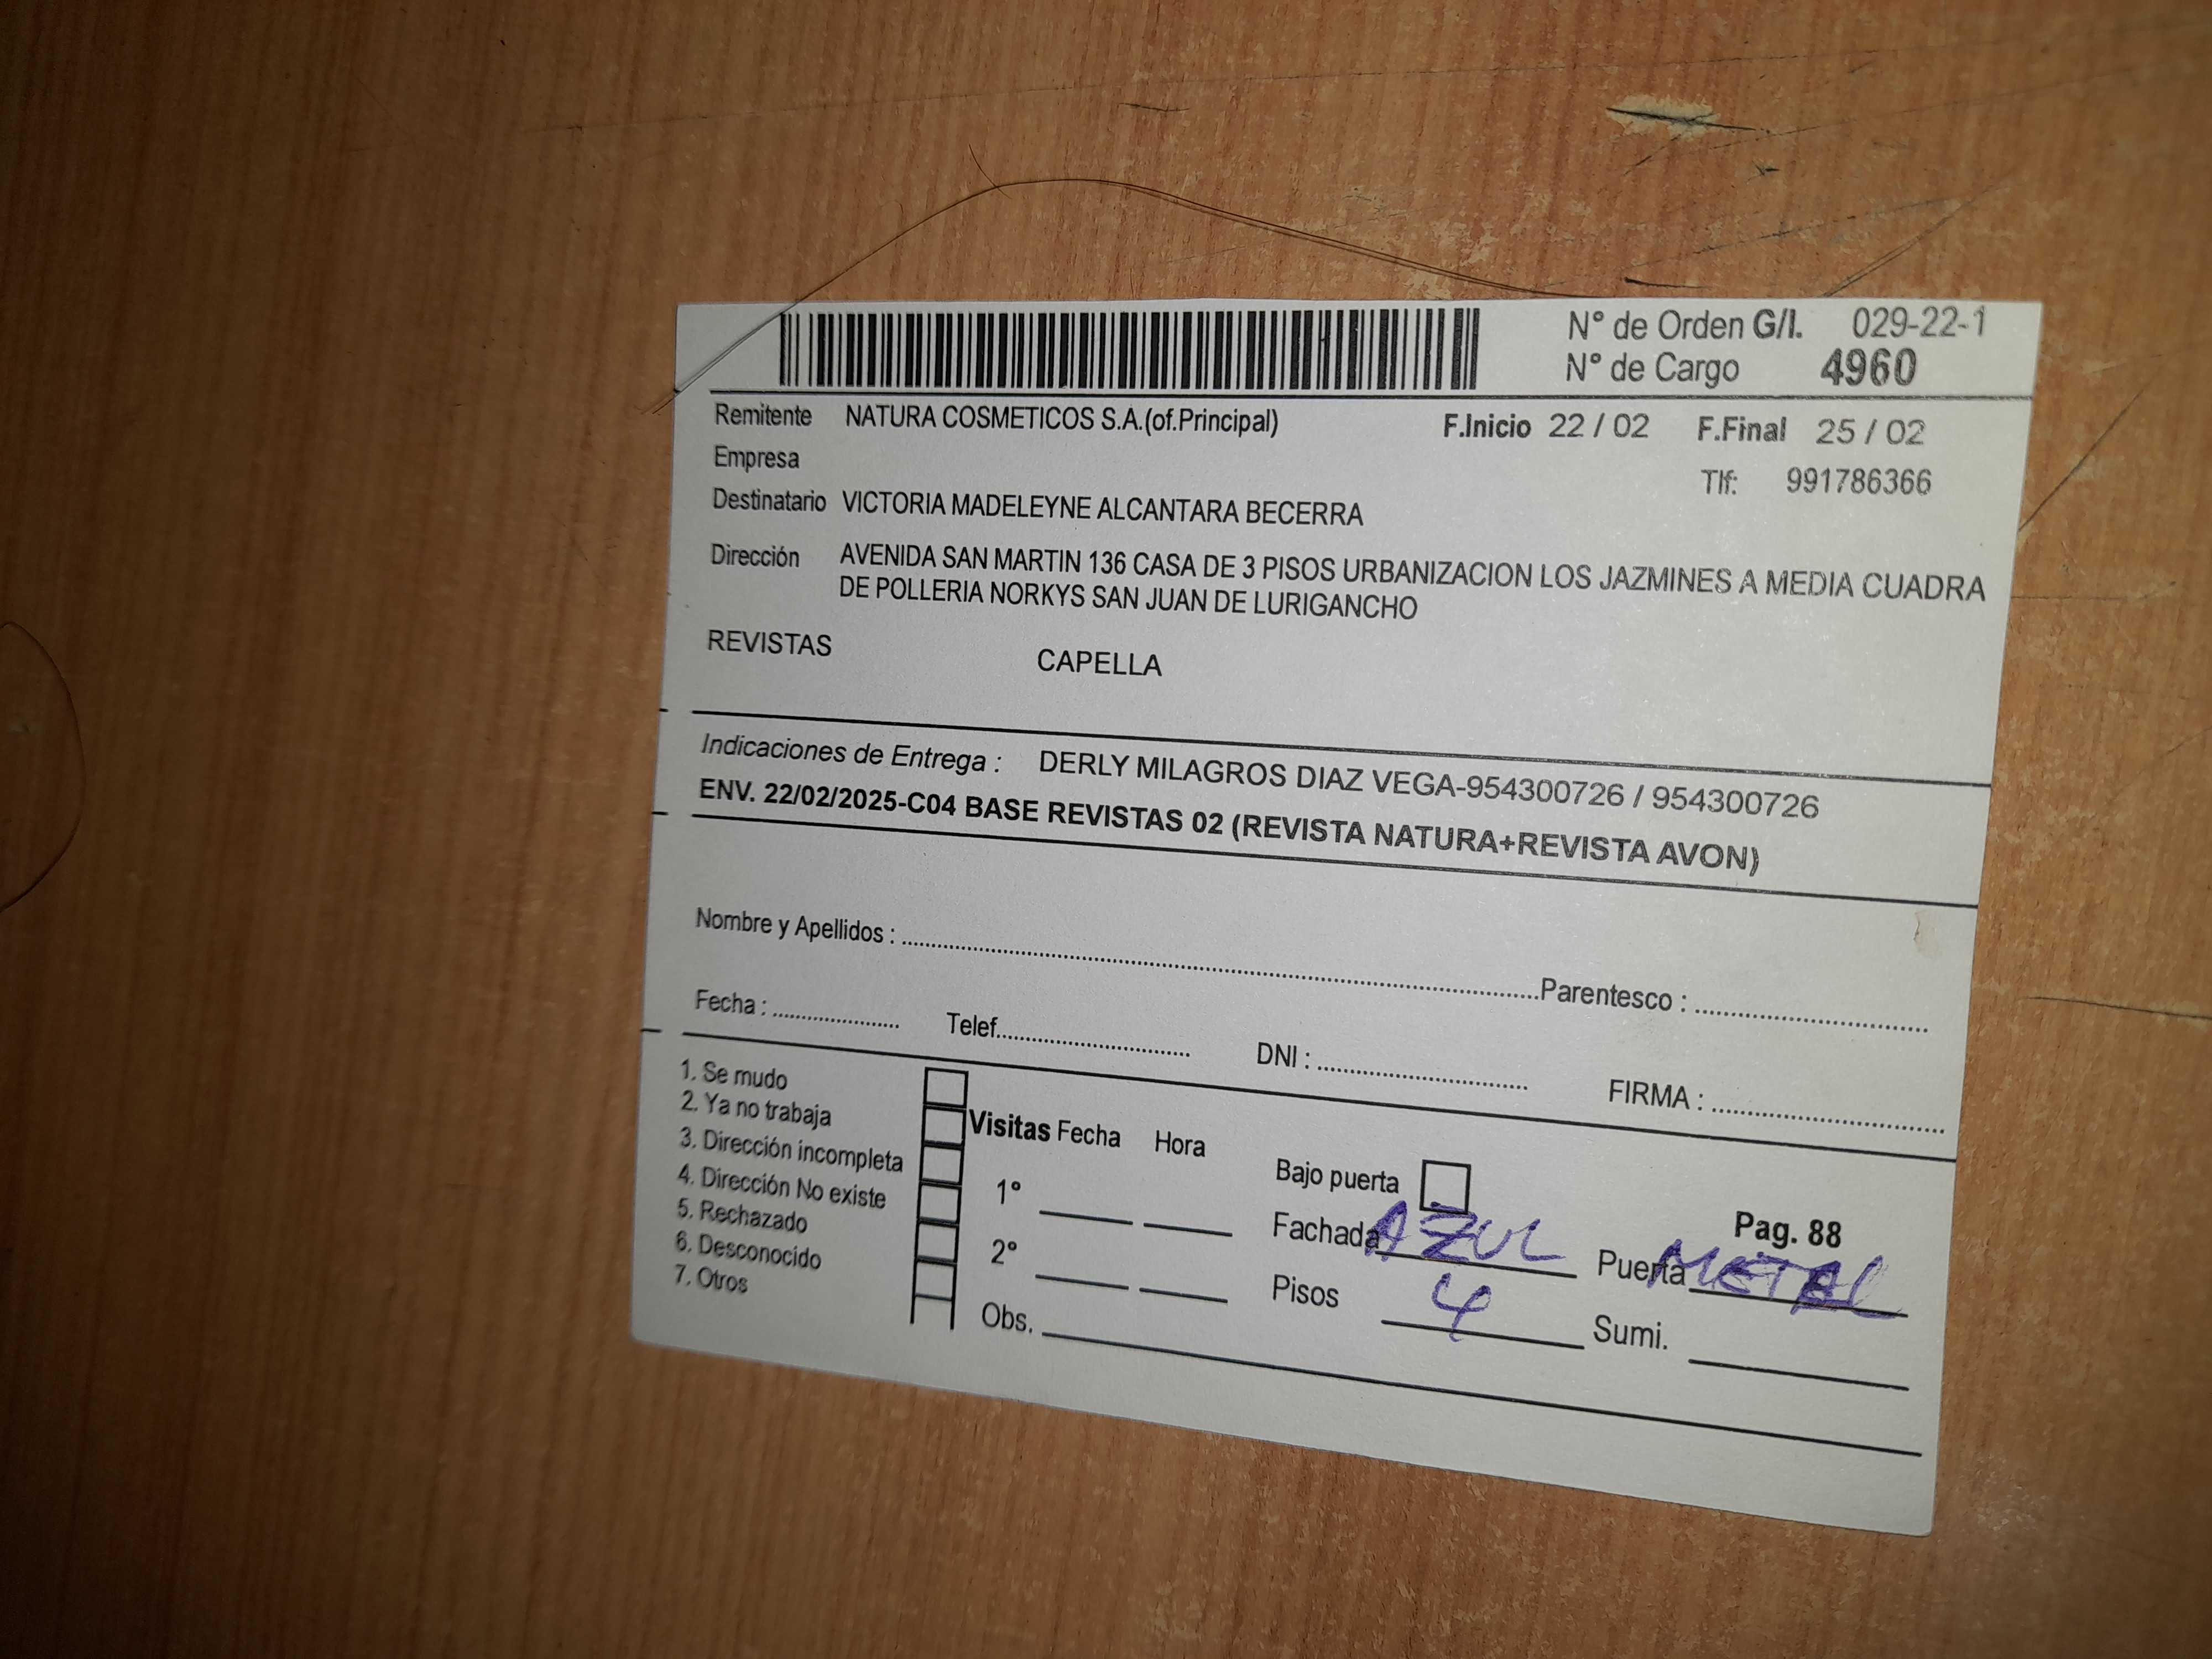 N° de Orden G/I. 029-22-1
N° de Cargo 4960
Remitente NATURA COSMETICOS S.A.(of.Principal) F.Inicio 22 / 02 F.Final 25 / 02
Empresa Tlf: 991786366
Destinatario VICTORIA MADELEYNE ALCANTARA BECERRA
Dirección AVENIDA SAN MARTIN 136 CASA DE 3 PISOS URBANIZACION LOS JAZMINES A MEDIA CUADRA
DE POLLERIA NORKYS SAN JUAN DE LURIGANCHO
REVISTAS CAPELLA
Indicaciones de Entrega : DERLY MILAGROS DIAZ VEGA-954300726 / 954300726
ENV. 22/02/2025-C04 BASE REVISTAS 02 (REVISTA NATURA+REVISTA AVON)
Nombre y Apellidos : Parentesco :
Fecha : Telef. DNI : FIRMA :
1. Se mudo
2. Ya no trabaja
3. Dirección incompleta
4. Dirección No existe
5. Rechazado
6. Desconocido
7. Otros
Visitas Fecha Hora
1°
2°
Obs.
Bajo puerta Pag. 88
Fachada AZUL Puerta METAL
Pisos 4 Sumi.